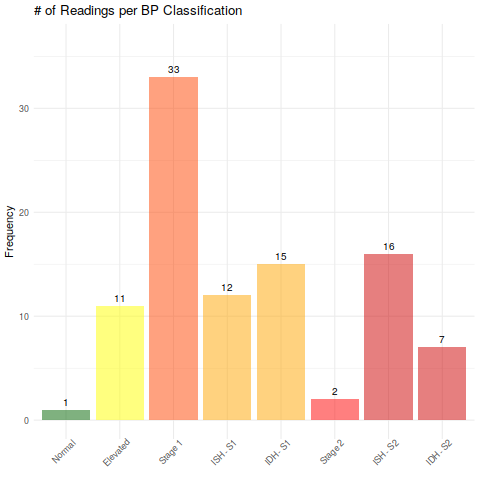 # of Readings per BP Classification
Frequency
30
20
10
0
1
11
33
12
15
2
16
7
Normal
Elevated
Stage 1
ISH - S1
IDH - S1
Stage 2
ISH - S2
IDH - S2